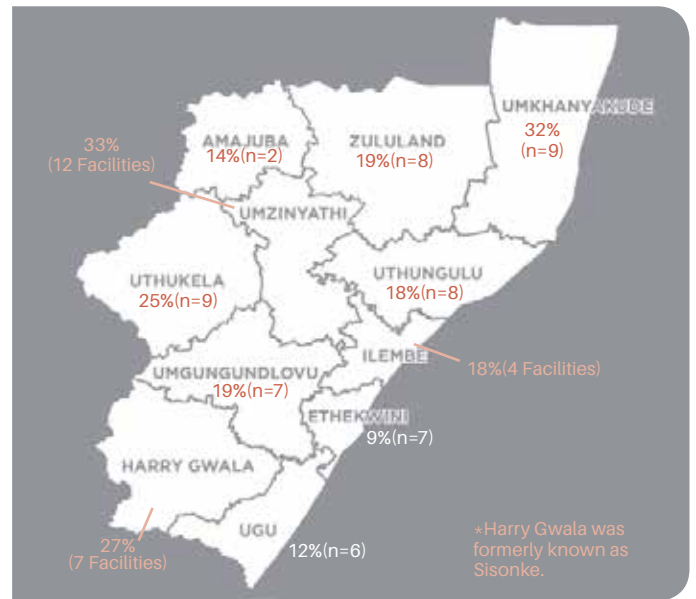 UMKHANYAKUDE
32%
(n=9)
AMAJUBA
14%(n=2)
ZULULAND
19%(n=8)
33%
(12 Facilities)
UMZINYATHI
UTHUKELA
25%(n=9)
UTHUNGULU
18%(n=8)
ILEMBE
18%(4 Facilities)
UMGUNGUNDLOVU
19%(n=7)
ETHEKWINI
9%(n=7)
HARRY GWALA
27%
(7 Facilities)
UGU
12%(n=6)
*Harry Gwala was
formerly known as
Sisonke.